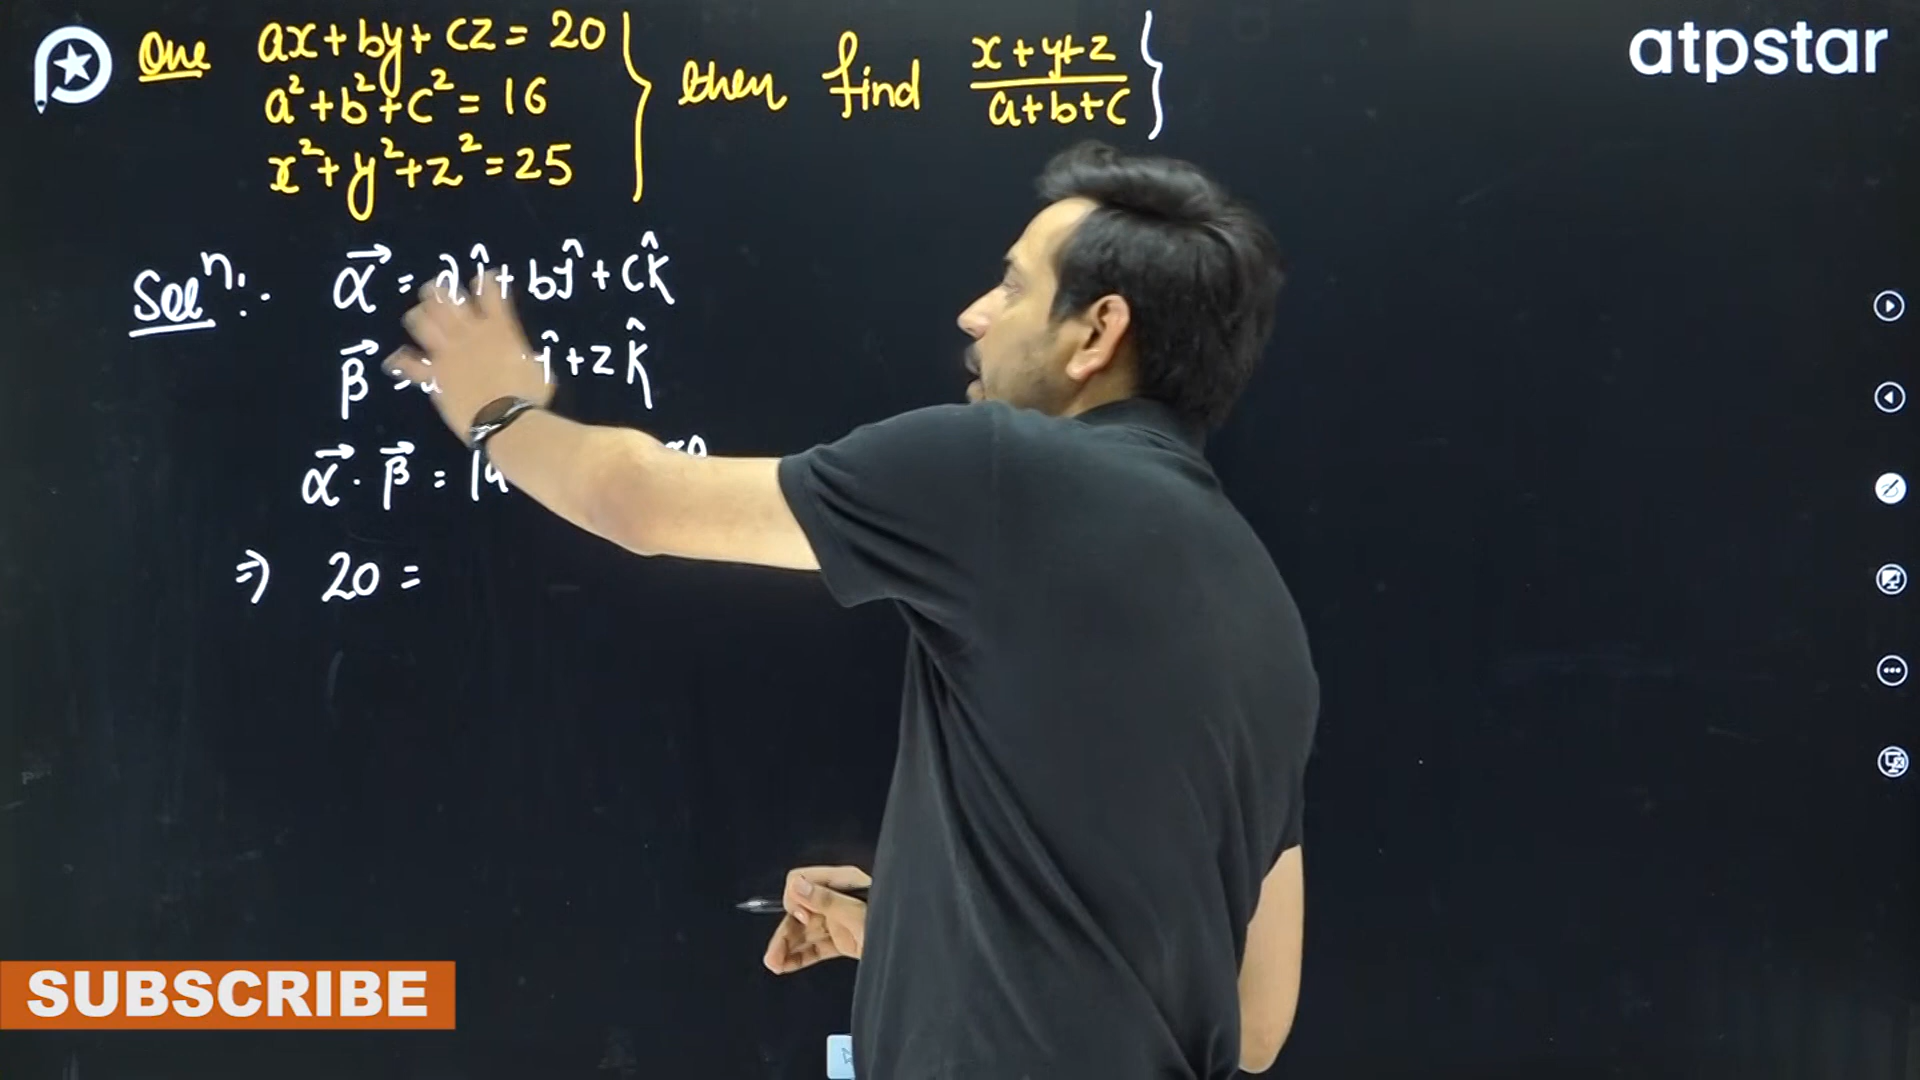 Que ax+by+cz = 20
a²+b²+c² = 16
x²+y²+z² = 25
then find x+y+z / a+b+c
atpstar
Solⁿ:- α⃗ = aî+bĵ+ck̂
β⃗ = ĵ+zk̂
α⃗ · β⃗ =
⇒ 20 =
SUBSCRIBE